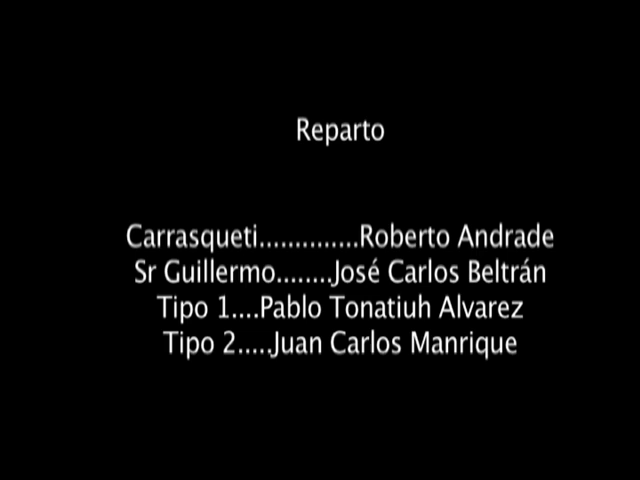 Reparto
Carrasqueti..............Roberto Andrade
Sr Guillermo........José Carlos Beltrán
Tipo 1....Pablo Tonatiuh Alvarez
Tipo 2.....Juan Carlos Manrique